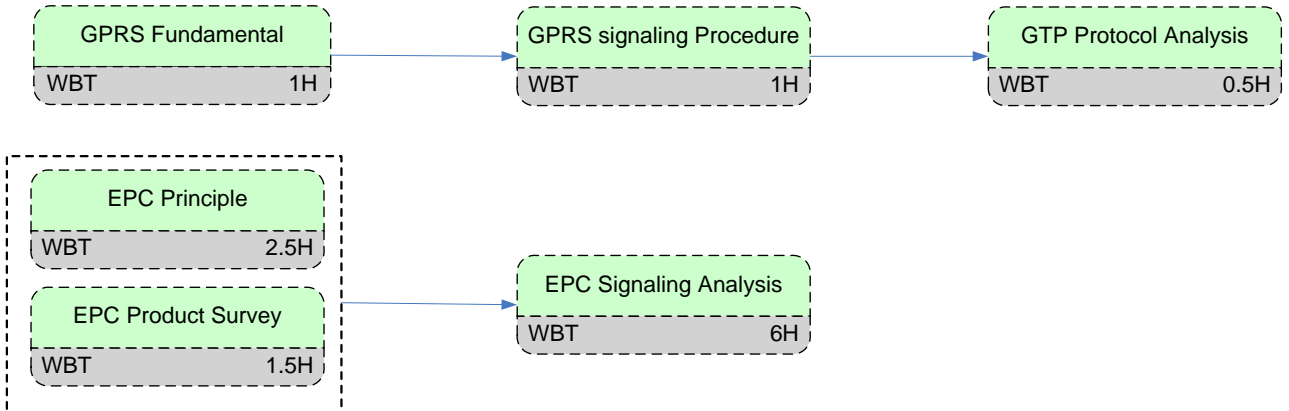 GPRS Fundamental
WBT 1H
GPRS signaling Procedure
WBT 1H
GTP Protocol Analysis
WBT 0.5H
EPC Principle
WBT 2.5H
EPC Product Survey
WBT 1.5H
EPC Signaling Analysis
WBT 6H